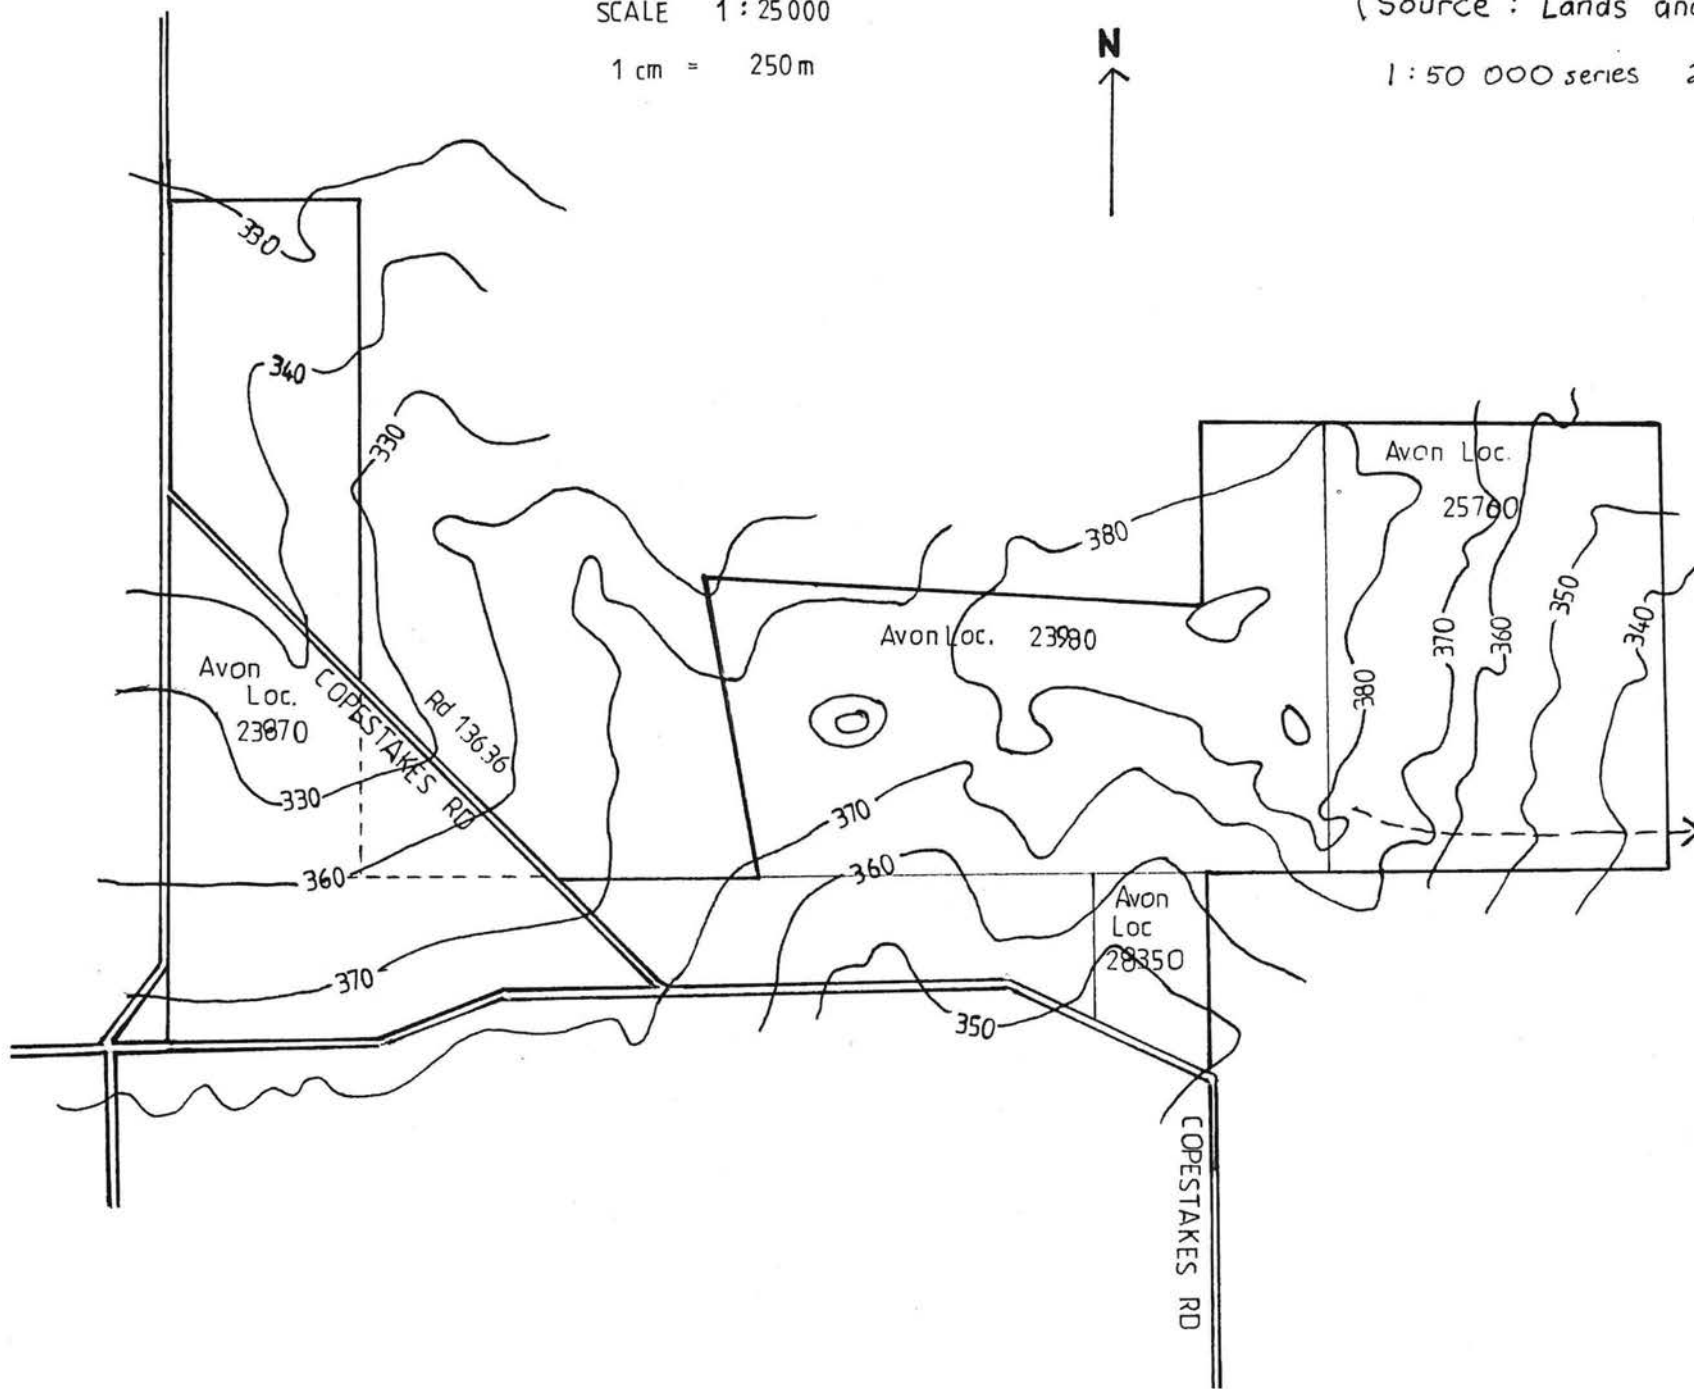 SCALE 1 : 25000
(Source : Lands and
1 cm = 250 m
N
1 : 50 000 series
330
340
330
Avon Loc.
25760
380
350
340
Avon Loc. 23980
370
360
380
Avon
Loc.
23870
COPESTAKES RD
Rd 13636
330
370
360
360
Avon
Loc
28350
370
350
COPESTAKES RD